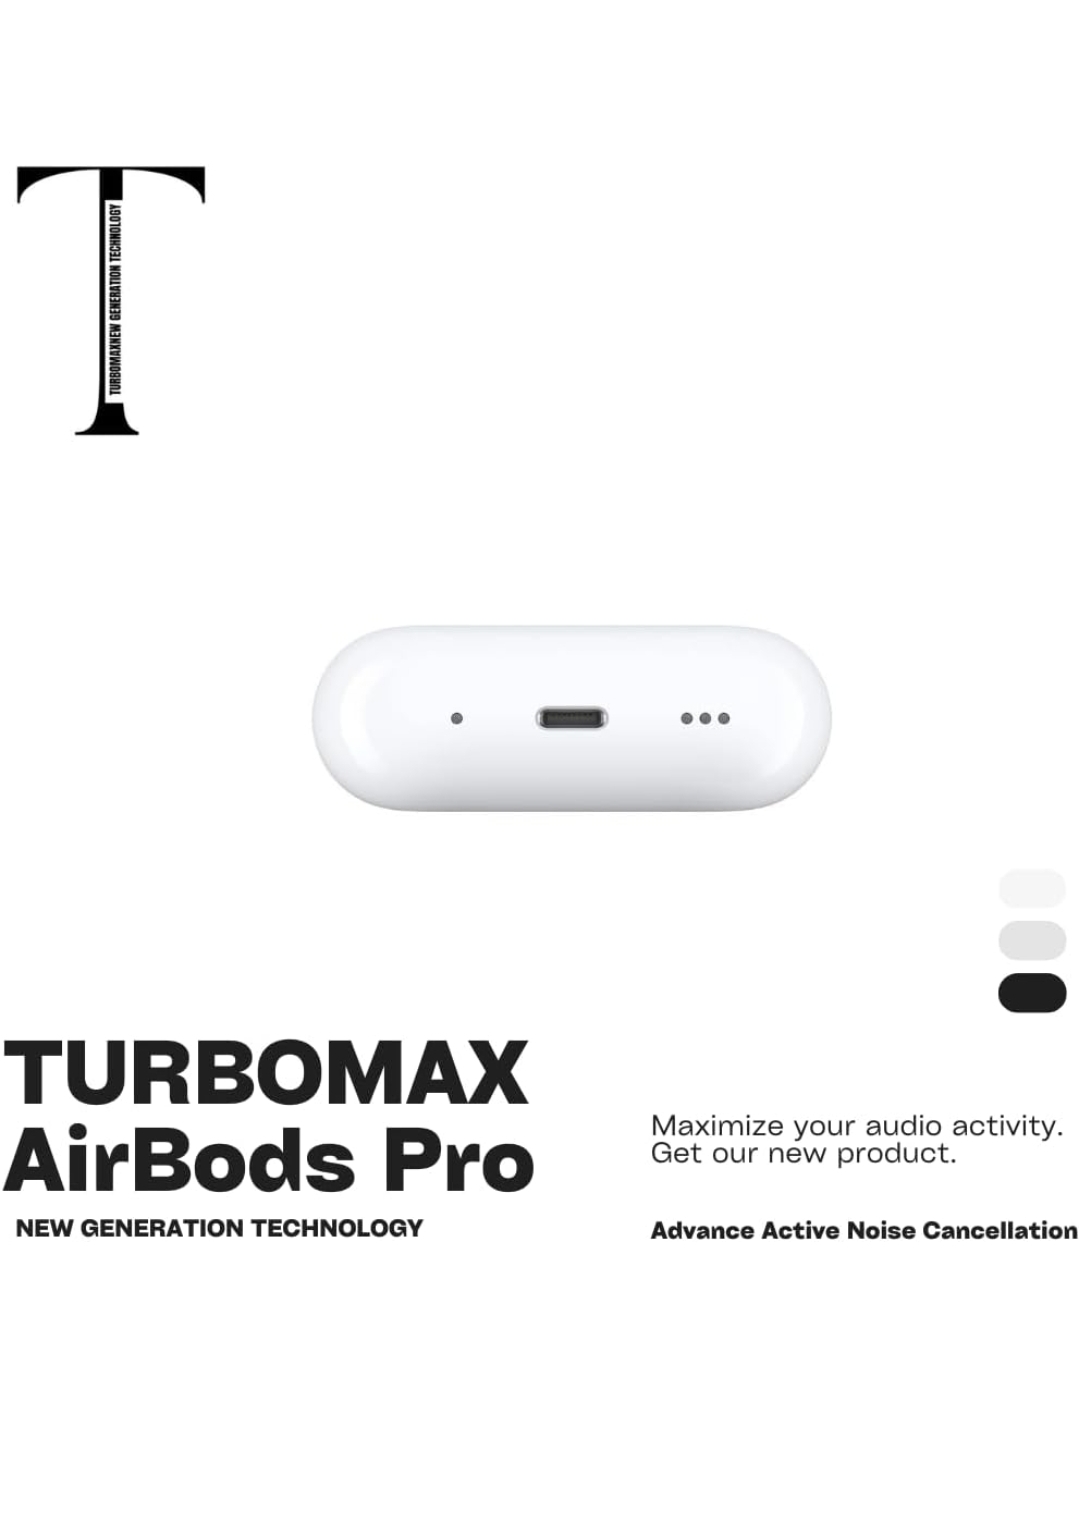 T
TURBOMAXNEW GENERATION TECHNOLOGY
TURBOMAX
AirBods Pro
NEW GENERATION TECHNOLOGY
Maximize your audio activity.
Get our new product.
Advance Active Noise Cancellation